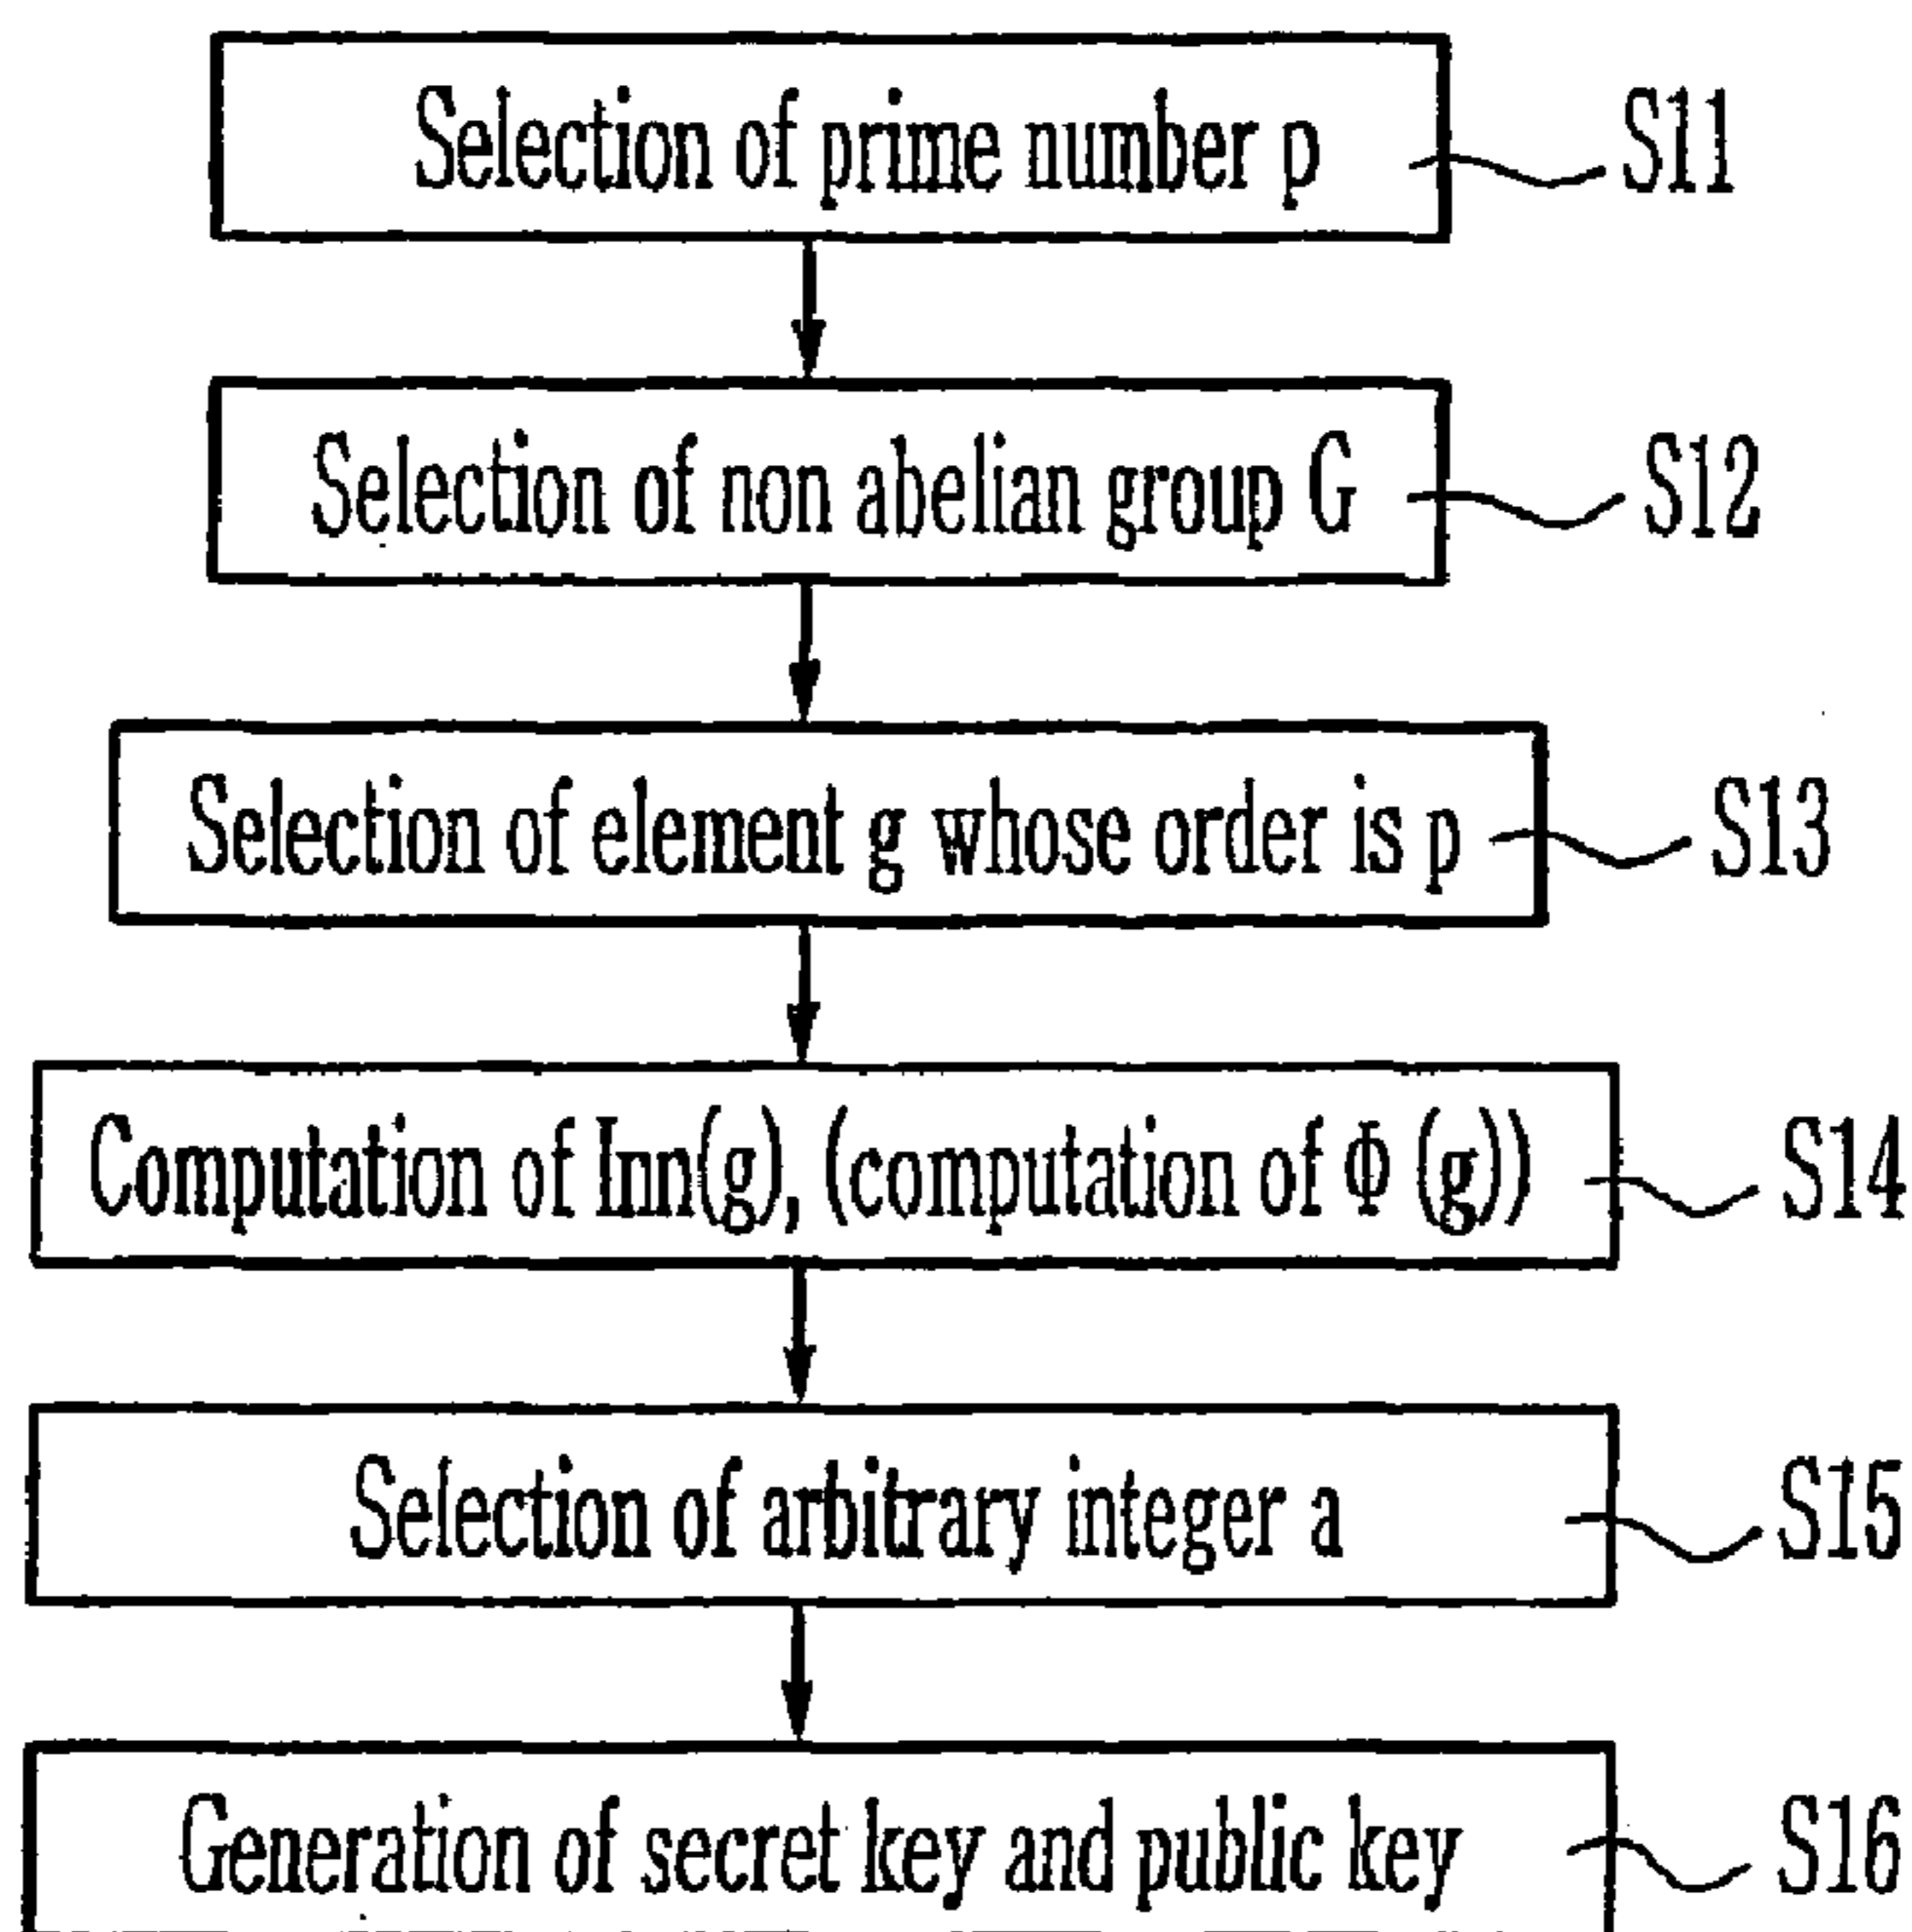 Selection of prime number p S11
Selection of non abelian group G S12
Selection of element g whose order is p S13
Computation of Inn(g), (computation of Φ (g)) S14
Selection of arbitrary integer a S15
Generation of secret key and public key S16